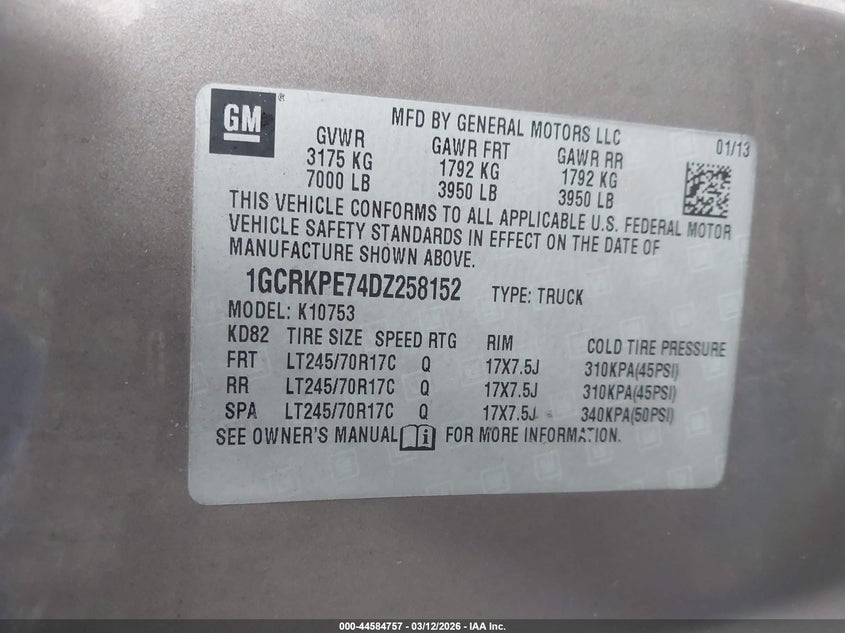 GM ®
MFD BY GENERAL MOTORS LLC
01/13
GVWR GAWR FRT GAWR RR
3175 KG 1792 KG 1792 KG
7000 LB 3950 LB 3950 LB
THIS VEHICLE CONFORMS TO ALL APPLICABLE U.S. FEDERAL MOTOR
VEHICLE SAFETY STANDARDS IN EFFECT ON THE DATE OF
MANUFACTURE SHOWN ABOVE.
1GCRKPE74DZ258152 TYPE: TRUCK
MODEL: K10753
KD82 TIRE SIZE SPEED RTG RIM COLD TIRE PRESSURE
FRT LT245/70R17C Q 17X7.5J 310KPA(45PSI)
RR LT245/70R17C Q 17X7.5J 310KPA(45PSI)
SPA LT245/70R17C Q 17X7.5J 340KPA(50PSI)
SEE OWNER'S MANUAL i FOR MORE INFORMATION.
000-44584757 - 03/12/2026 - IAA Inc.